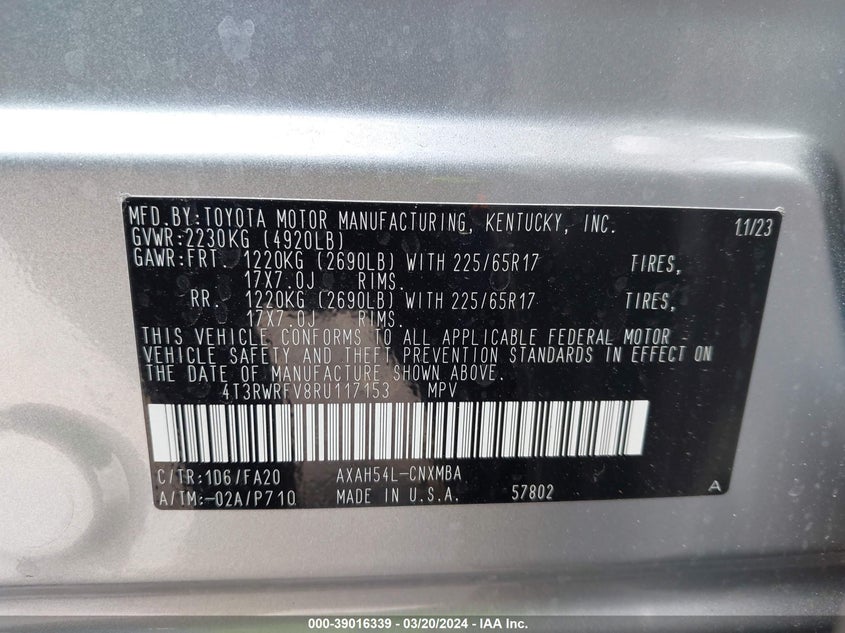 MFD.BY:TOYOTA MOTOR MANUFACTURING, KENTUCKY, INC. 11/23
GVWR:2230KG (4920LB)
GAWR:FRT. 1220KG (2690LB) WITH 225/65R17 TIRES,
17X7.0J RIMS.
RR. 1220KG (2690LB) WITH 225/65R17 TIRES,
17X7.0J RIMS.
THIS VEHICLE CONFORMS TO ALL APPLICABLE FEDERAL MOTOR
VEHICLE SAFETY AND THEFT PREVENTION STANDARDS IN EFFECT ON
THE DATE OF MANUFACTURE SHOWN ABOVE.
4T3RWRFV8RU117153 MPV
C/TR:1D6/FA20 AXAH54L-CNXMBA
A/TM:-02A/P710 MADE IN U.S.A. 57802 A
000-39016339 - 03/20/2024 - IAA Inc.